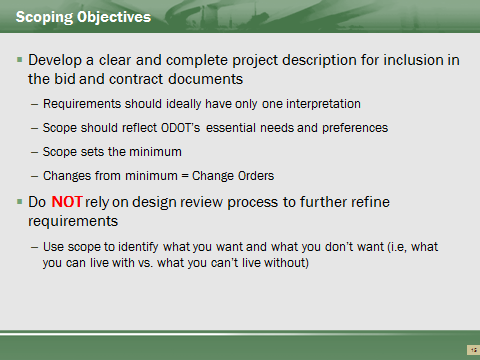 Scoping Objectives
Develop a clear and complete project description for inclusion in
the bid and contract documents
– Requirements should ideally have only one interpretation
– Scope should reflect ODOT's essential needs and preferences
– Scope sets the minimum
– Changes from minimum = Change Orders
Do NOT rely on design review process to further refine
requirements
– Use scope to identify what you want and what you don't want (i.e, what
you can live with vs. what you can't live without)